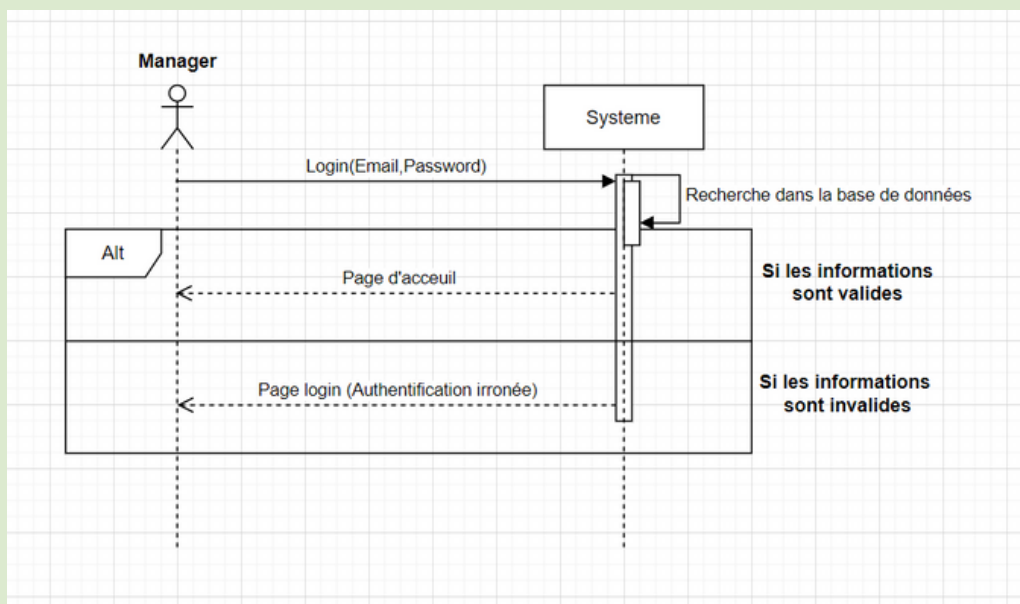 Manager
Systeme
Login(Email,Password)
Recherche dans la base de données
Alt
Page d'acceuil
Si les informations
sont valides
Page login (Authentification irronée)
Si les informations
sont invalides